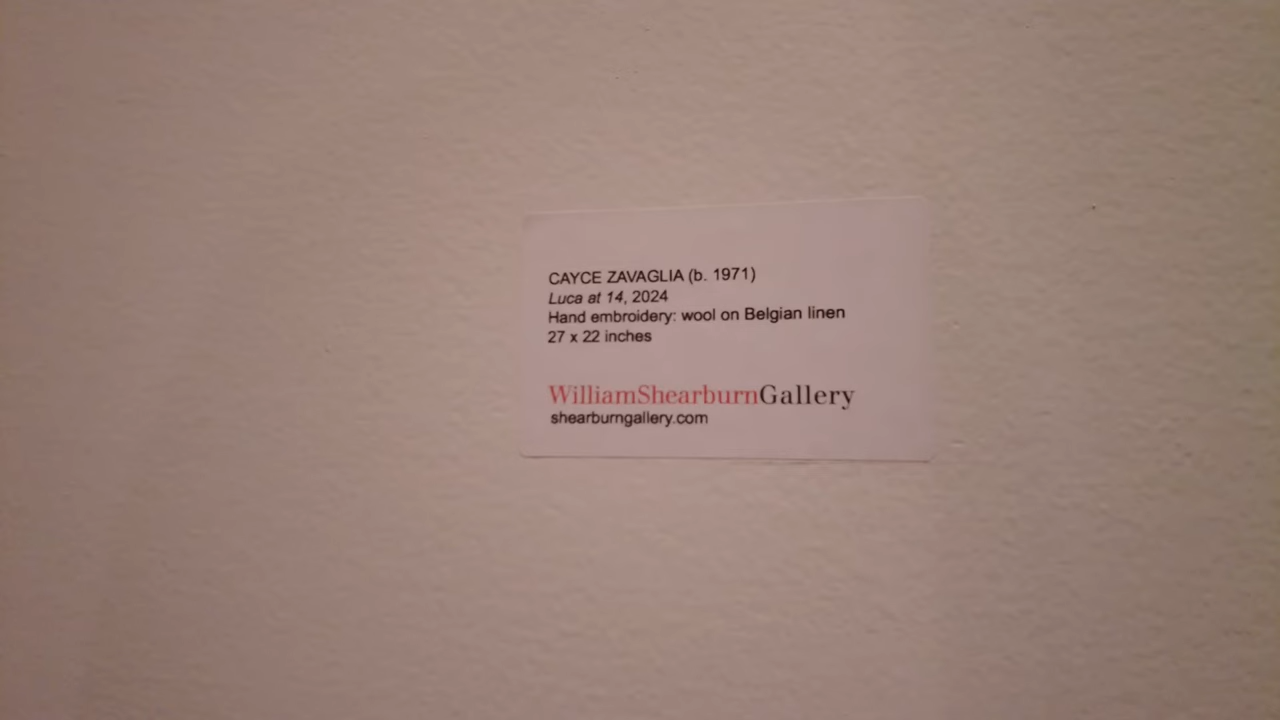 CAYCE ZAVAGLIA (b. 1971)
Luca at 14, 2024
Hand embroidery: wool on Belgian linen
27 x 22 inches
WilliamShearburnGallery
shearburngallery.com